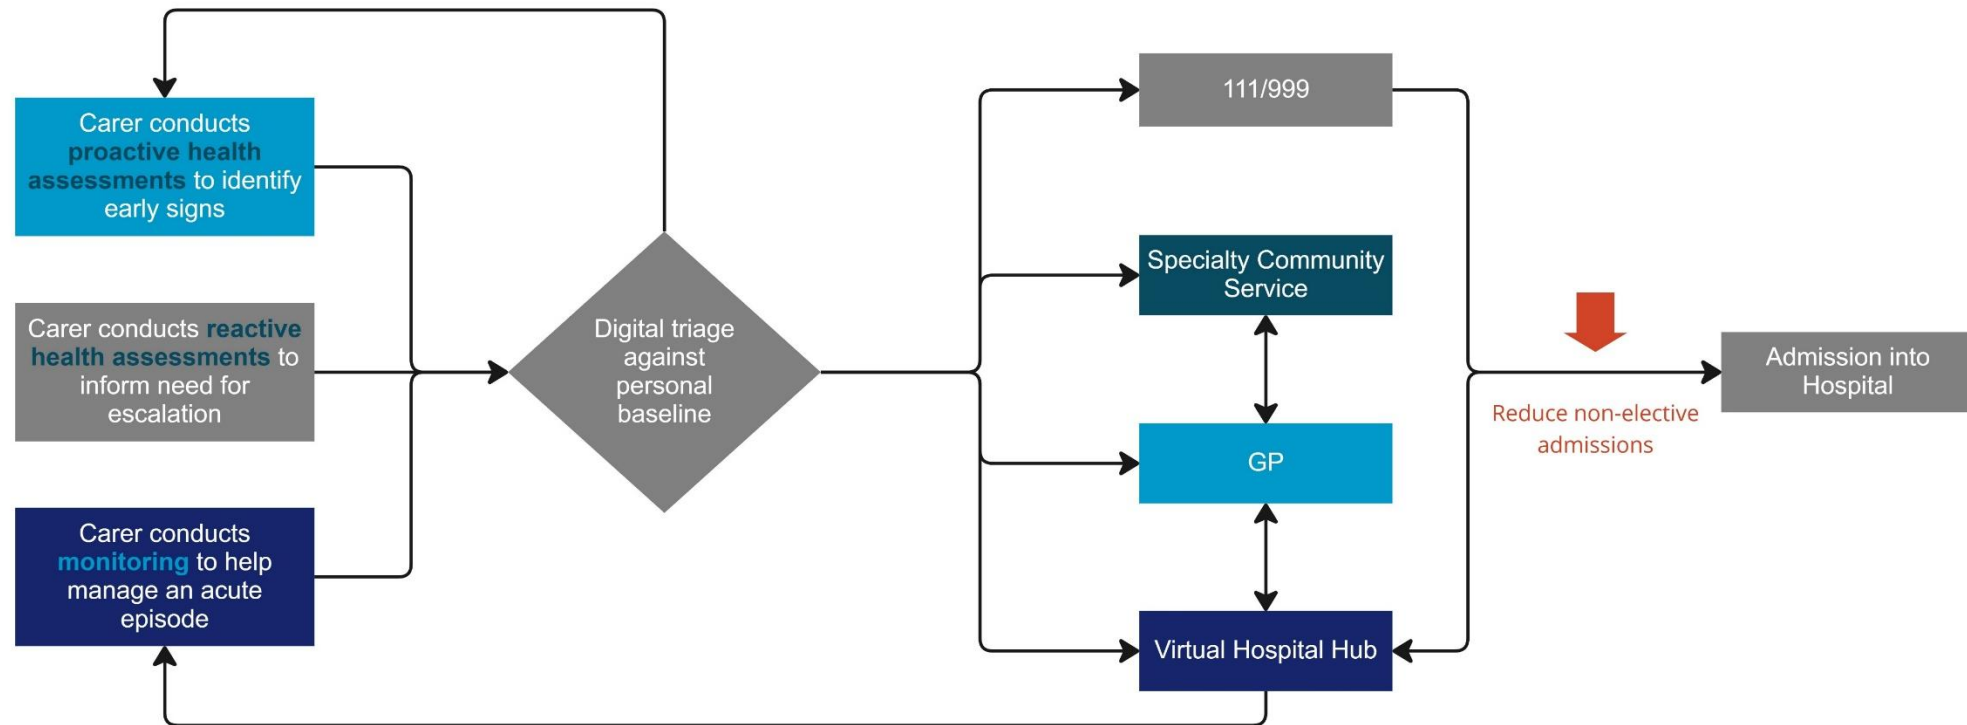 Carer conducts
proactive health
assessments to identify
early signs
Carer conducts reactive
health assessments to
inform need for
escalation
Carer conducts
monitoring to help
manage an acute
episode
Digital triage
against
personal
baseline
111/999
Specialty Community
Service
GP
Virtual Hospital Hub
Reduce non-elective
admissions
Admission into
Hospital